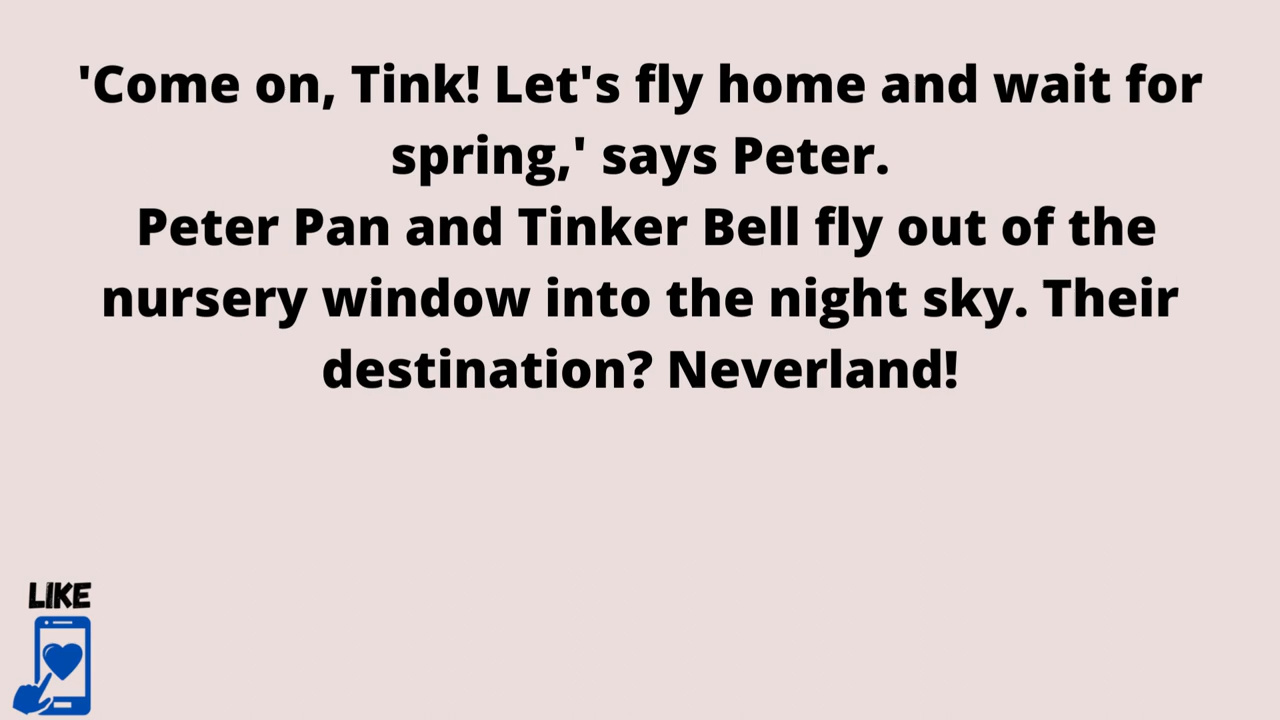 'Come on, Tink! Let's fly home and wait for
spring,' says Peter.
Peter Pan and Tinker Bell fly out of the
nursery window into the night sky. Their
destination? Neverland!
LIKE